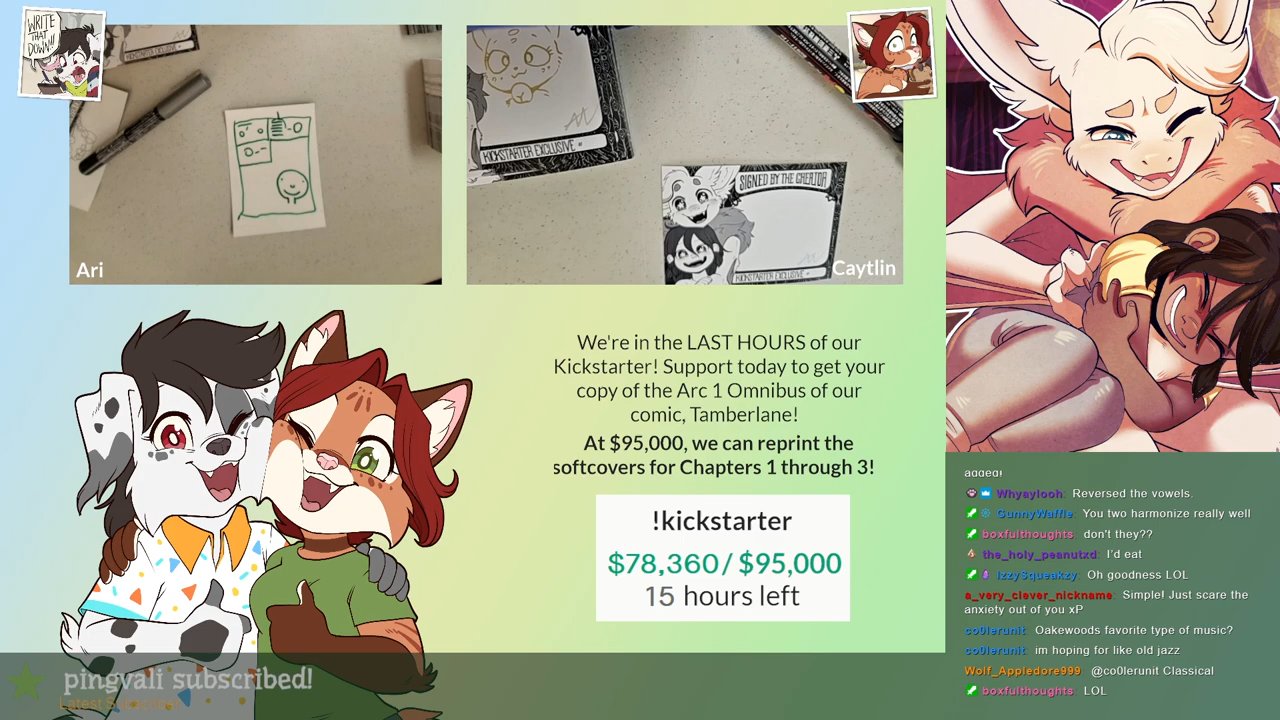 WRITE
THAT
DOWN!!
Ari
KICKSTARTER EXCLUSIVE
SIGNED BY THE CREATOR
KICKSTARTER EXCLUSIVE
Caytlin
We're in the LAST HOURS of our
Kickstarter! Support today to get your
copy of the Arc 1 Omnibus of our
comic, Tamberlane!
At $95,000, we can reprint the
softcovers for Chapters 1 through 3!
!kickstarter
$78,360/ $95,000
15 hours left
pingvali subscribed!
added!
Whyaylooh: Reversed the vowels.
GunnyWaffle: You two harmonize really well
boxfulthoughts: don't they??
the_holy_peanutxd: I'd eat
IzzySqueakzy: Oh goodness LOL
a_very_clever_nickname: Simple! Just scare the
anxiety out of you xP
co0lerunit: Oakewoods favorite type of music?
co0lerunit: im hoping for like old jazz
Wolf_Appledore999: @co0lerunit Classical
boxfulthoughts: LOL